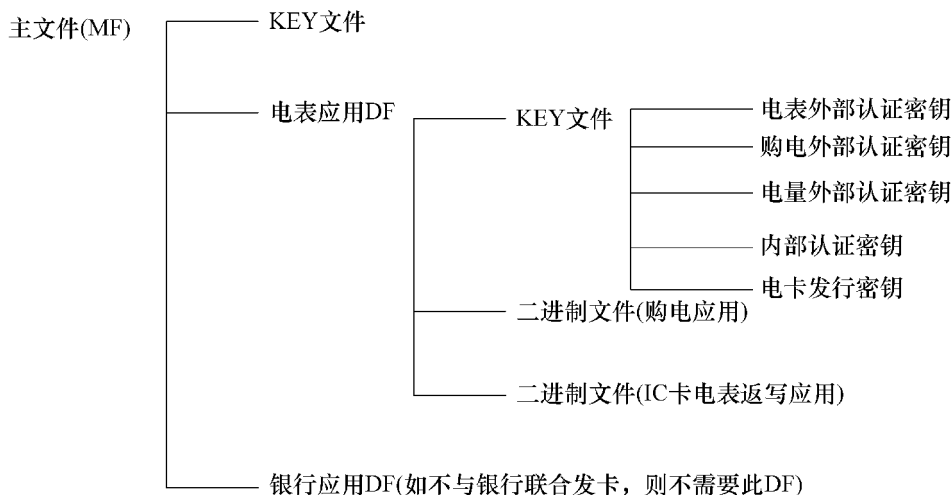 主文件(MF)
KEY文件
电表应用DF
KEY文件
电表外部认证密钥
购电外部认证密钥
电量外部认证密钥
内部认证密钥
电卡发行密钥
二进制文件(购电应用)
二进制文件(IC卡电表返写应用)
银行应用DF(如不与银行联合发卡，则不需要此DF)